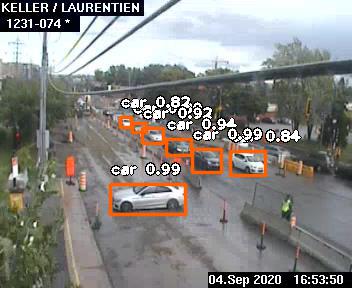 KELLER / LAURENTIEN
1231-074 *
car 0.82
car 0.92
car 0.94
car 0.99
0.84
car 0.99
04.Sep 2020 16:53:50